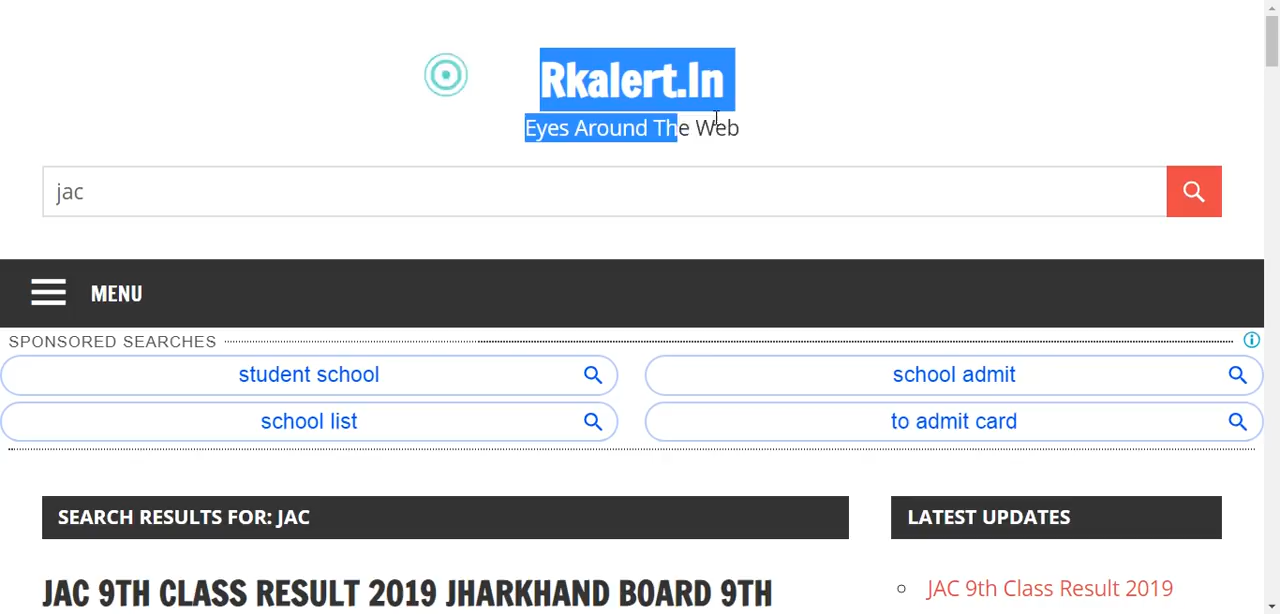 Rkalert.In
Eyes Around The Web
jac
MENU
SPONSORED SEARCHES
student school
school admit
school list
to admit card
SEARCH RESULTS FOR: JAC
LATEST UPDATES
JAC 9TH CLASS RESULT 2019 JHARKHAND BOARD 9TH
JAC 9th Class Result 2019